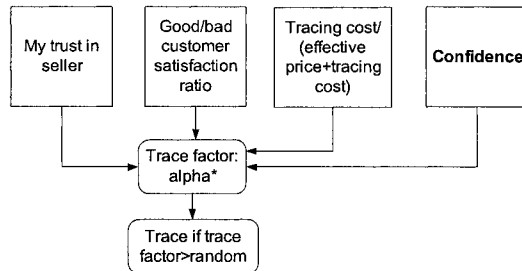 My trust in
seller
Good/bad
customer
satisfaction
ratio
Tracing cost/
(effective
price+tracing
cost)
Confidence
Trace factor:
alpha*
Trace if trace
factor>random